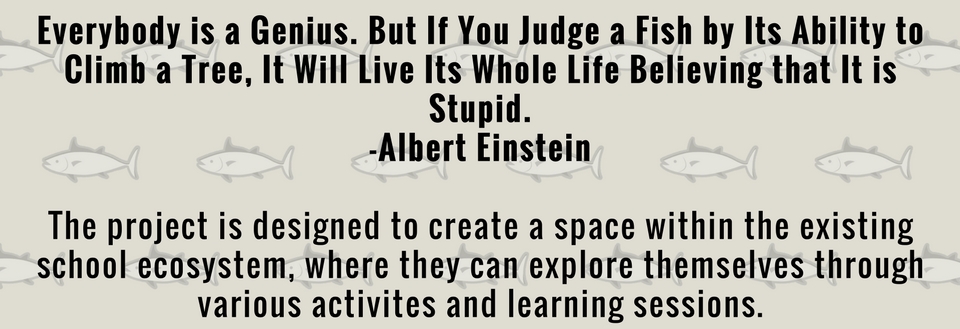 Everybody is a Genius. But If You Judge a Fish by Its Ability to
Climb a Tree, It Will Live Its Whole Life Believing that It is
Stupid.
-Albert Einstein
The project is designed to create a space within the existing
school ecosystem, where they can explore themselves through
various activites and learning sessions.